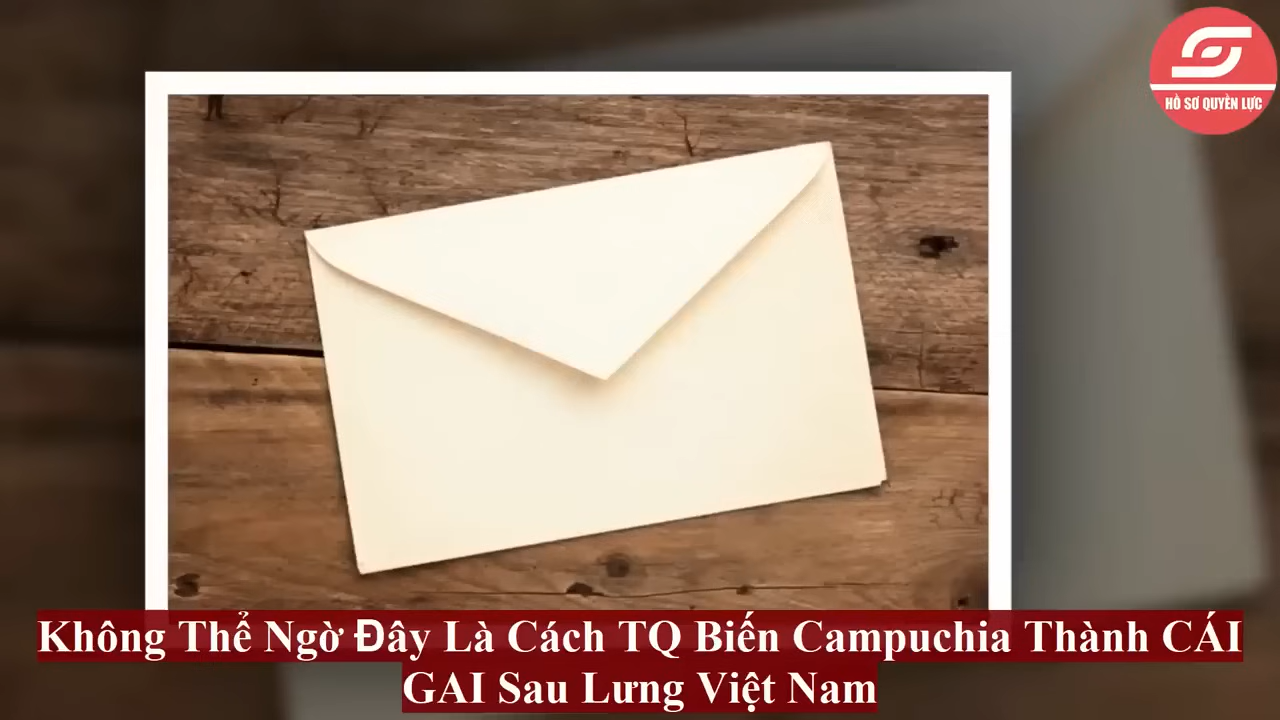 HỒ SƠ QUYỀN LỰC
Không Thể Ngờ Đây Là Cách TQ Biến Campuchia Thành CÁI
GAI Sau Lưng Việt Nam